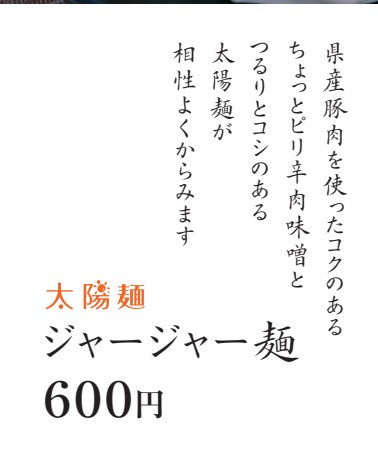 県産豚肉を使ったコクのある
ちょっとピリ辛肉味噌と
つるりとコシのある
太陽麺が
相性よくからみます
太陽麺
ジャージャー麺
600円